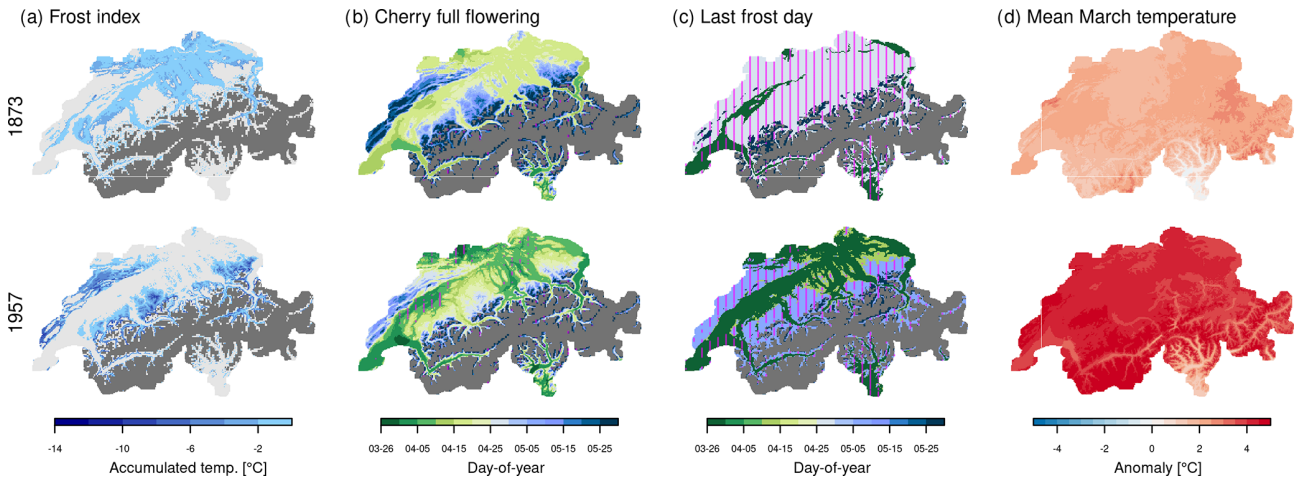 (a) Frost index
(b) Cherry full flowering
(c) Last frost day
(d) Mean March temperature
1873
1957
-14 -10 -6 -2
Accumulated temp. [°C]
03-26 04-05 04-15 04-25 05-05 05-15 05-25
Day-of-year
03-26 04-05 04-15 04-25 05-05 05-15 05-25
Day-of-year
-4 -2 0 2 4
Anomaly [°C]